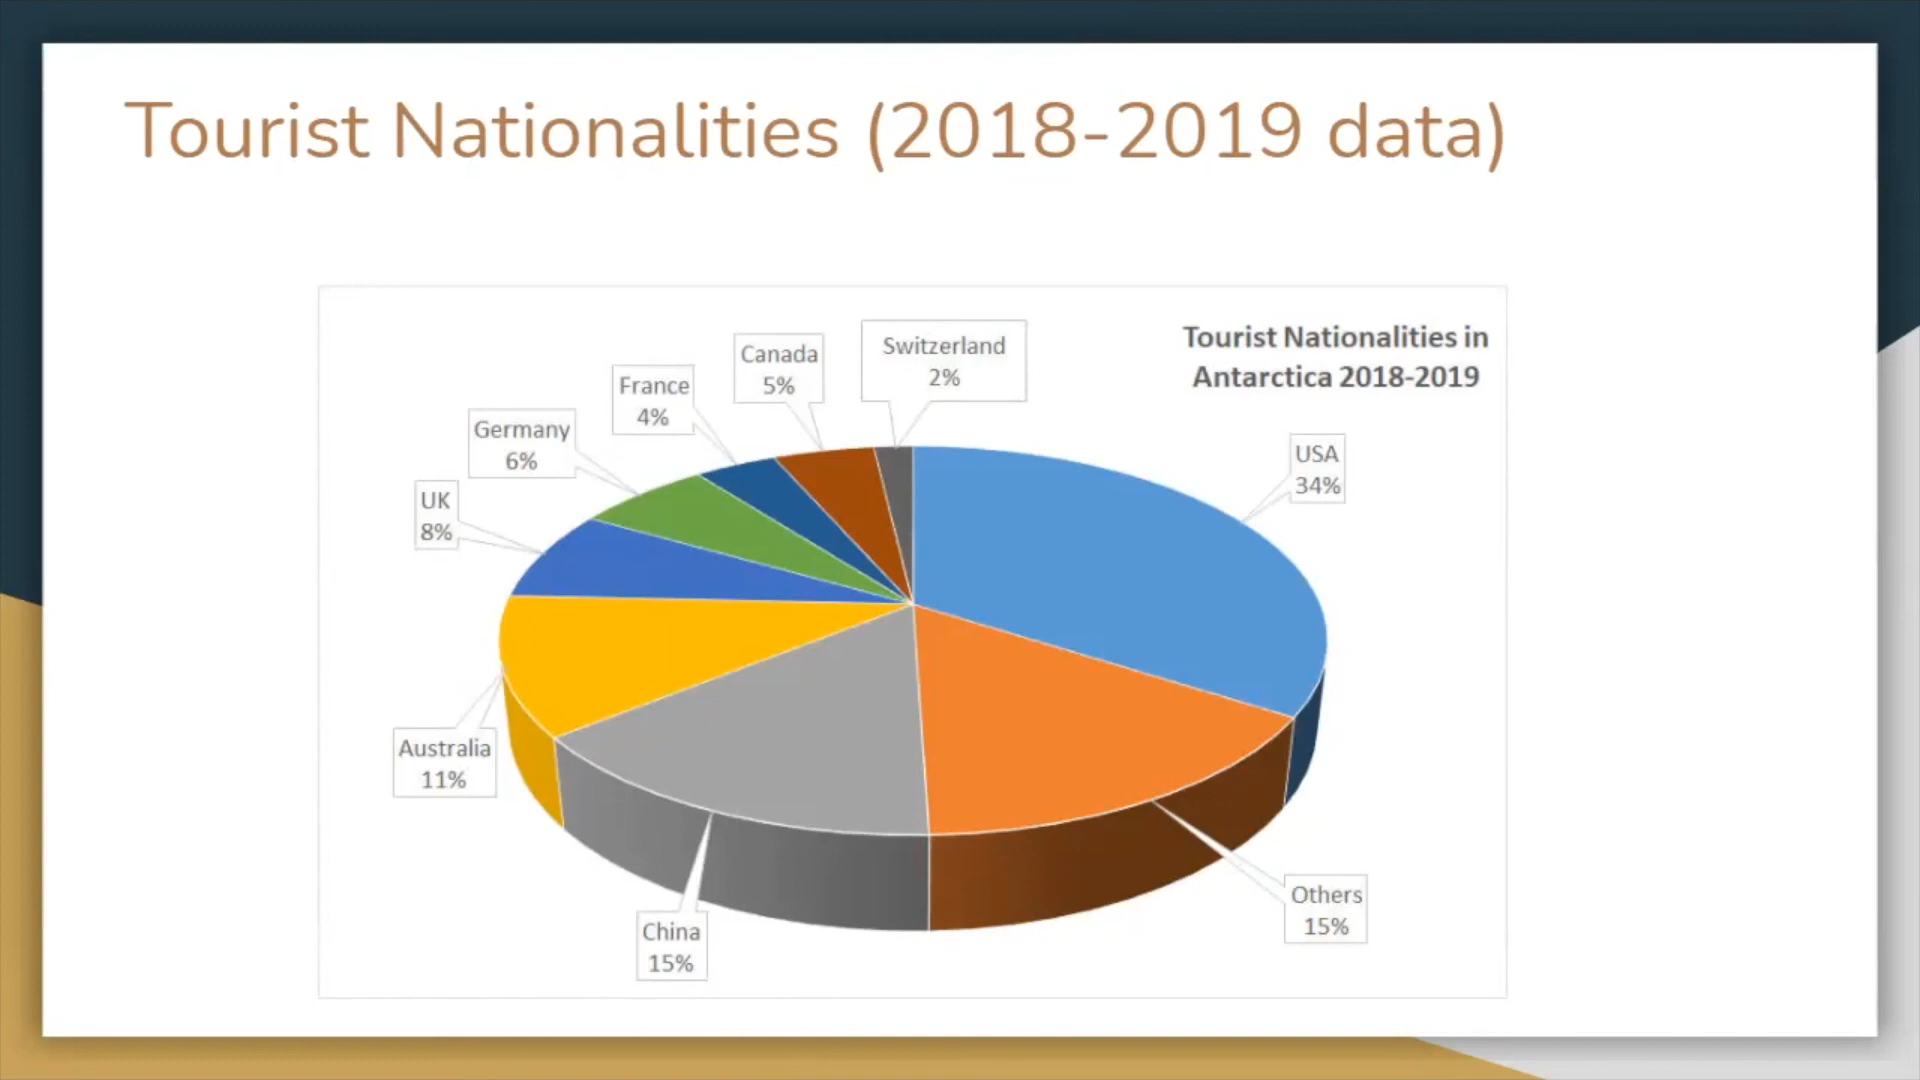 Tourist Nationalities (2018-2019 data)
Tourist Nationalities in
Antarctica 2018-2019
Switzerland
2%
Canada
5%
France
4%
Germany
6%
UK
8%
USA
34%
Australia
11%
China
15%
Others
15%